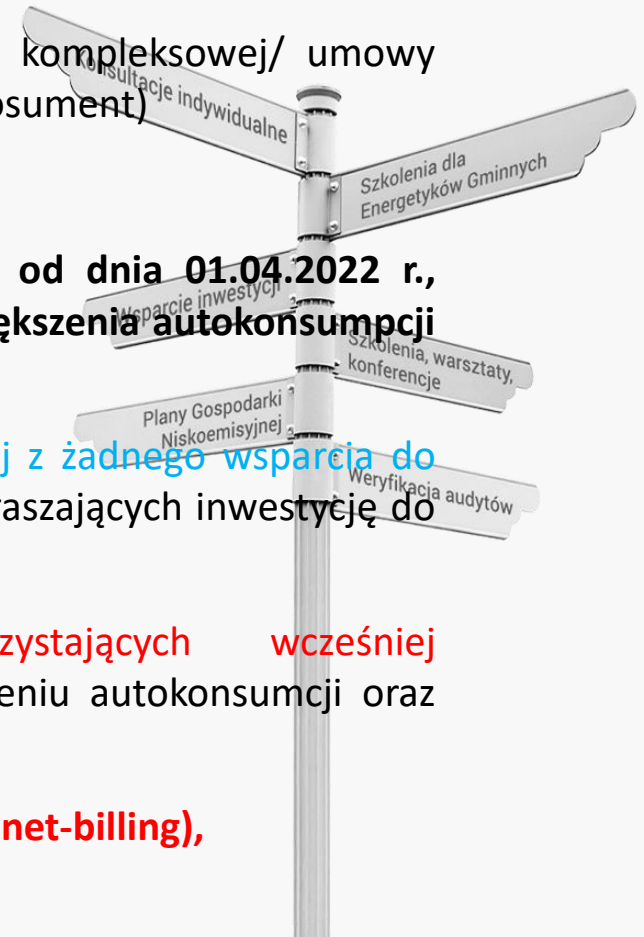 kompleksowej/ umowy
osument)
od dnia 01.04.2022 r.,
ększenia autokonsumpcji
j z żadnego wsparcia do
raszających inwestycję do
zystających wcześniej
eniu autokonsumcji oraz
net-billing),
Konsultacje indywidualne
Szkolenia dla
Energetyków Gminnych
Wsparcie inwestycji
Szkolenia, warsztaty,
konferencje
Plany Gospodarki
Niskoemisyjnej
Weryfikacja audytów